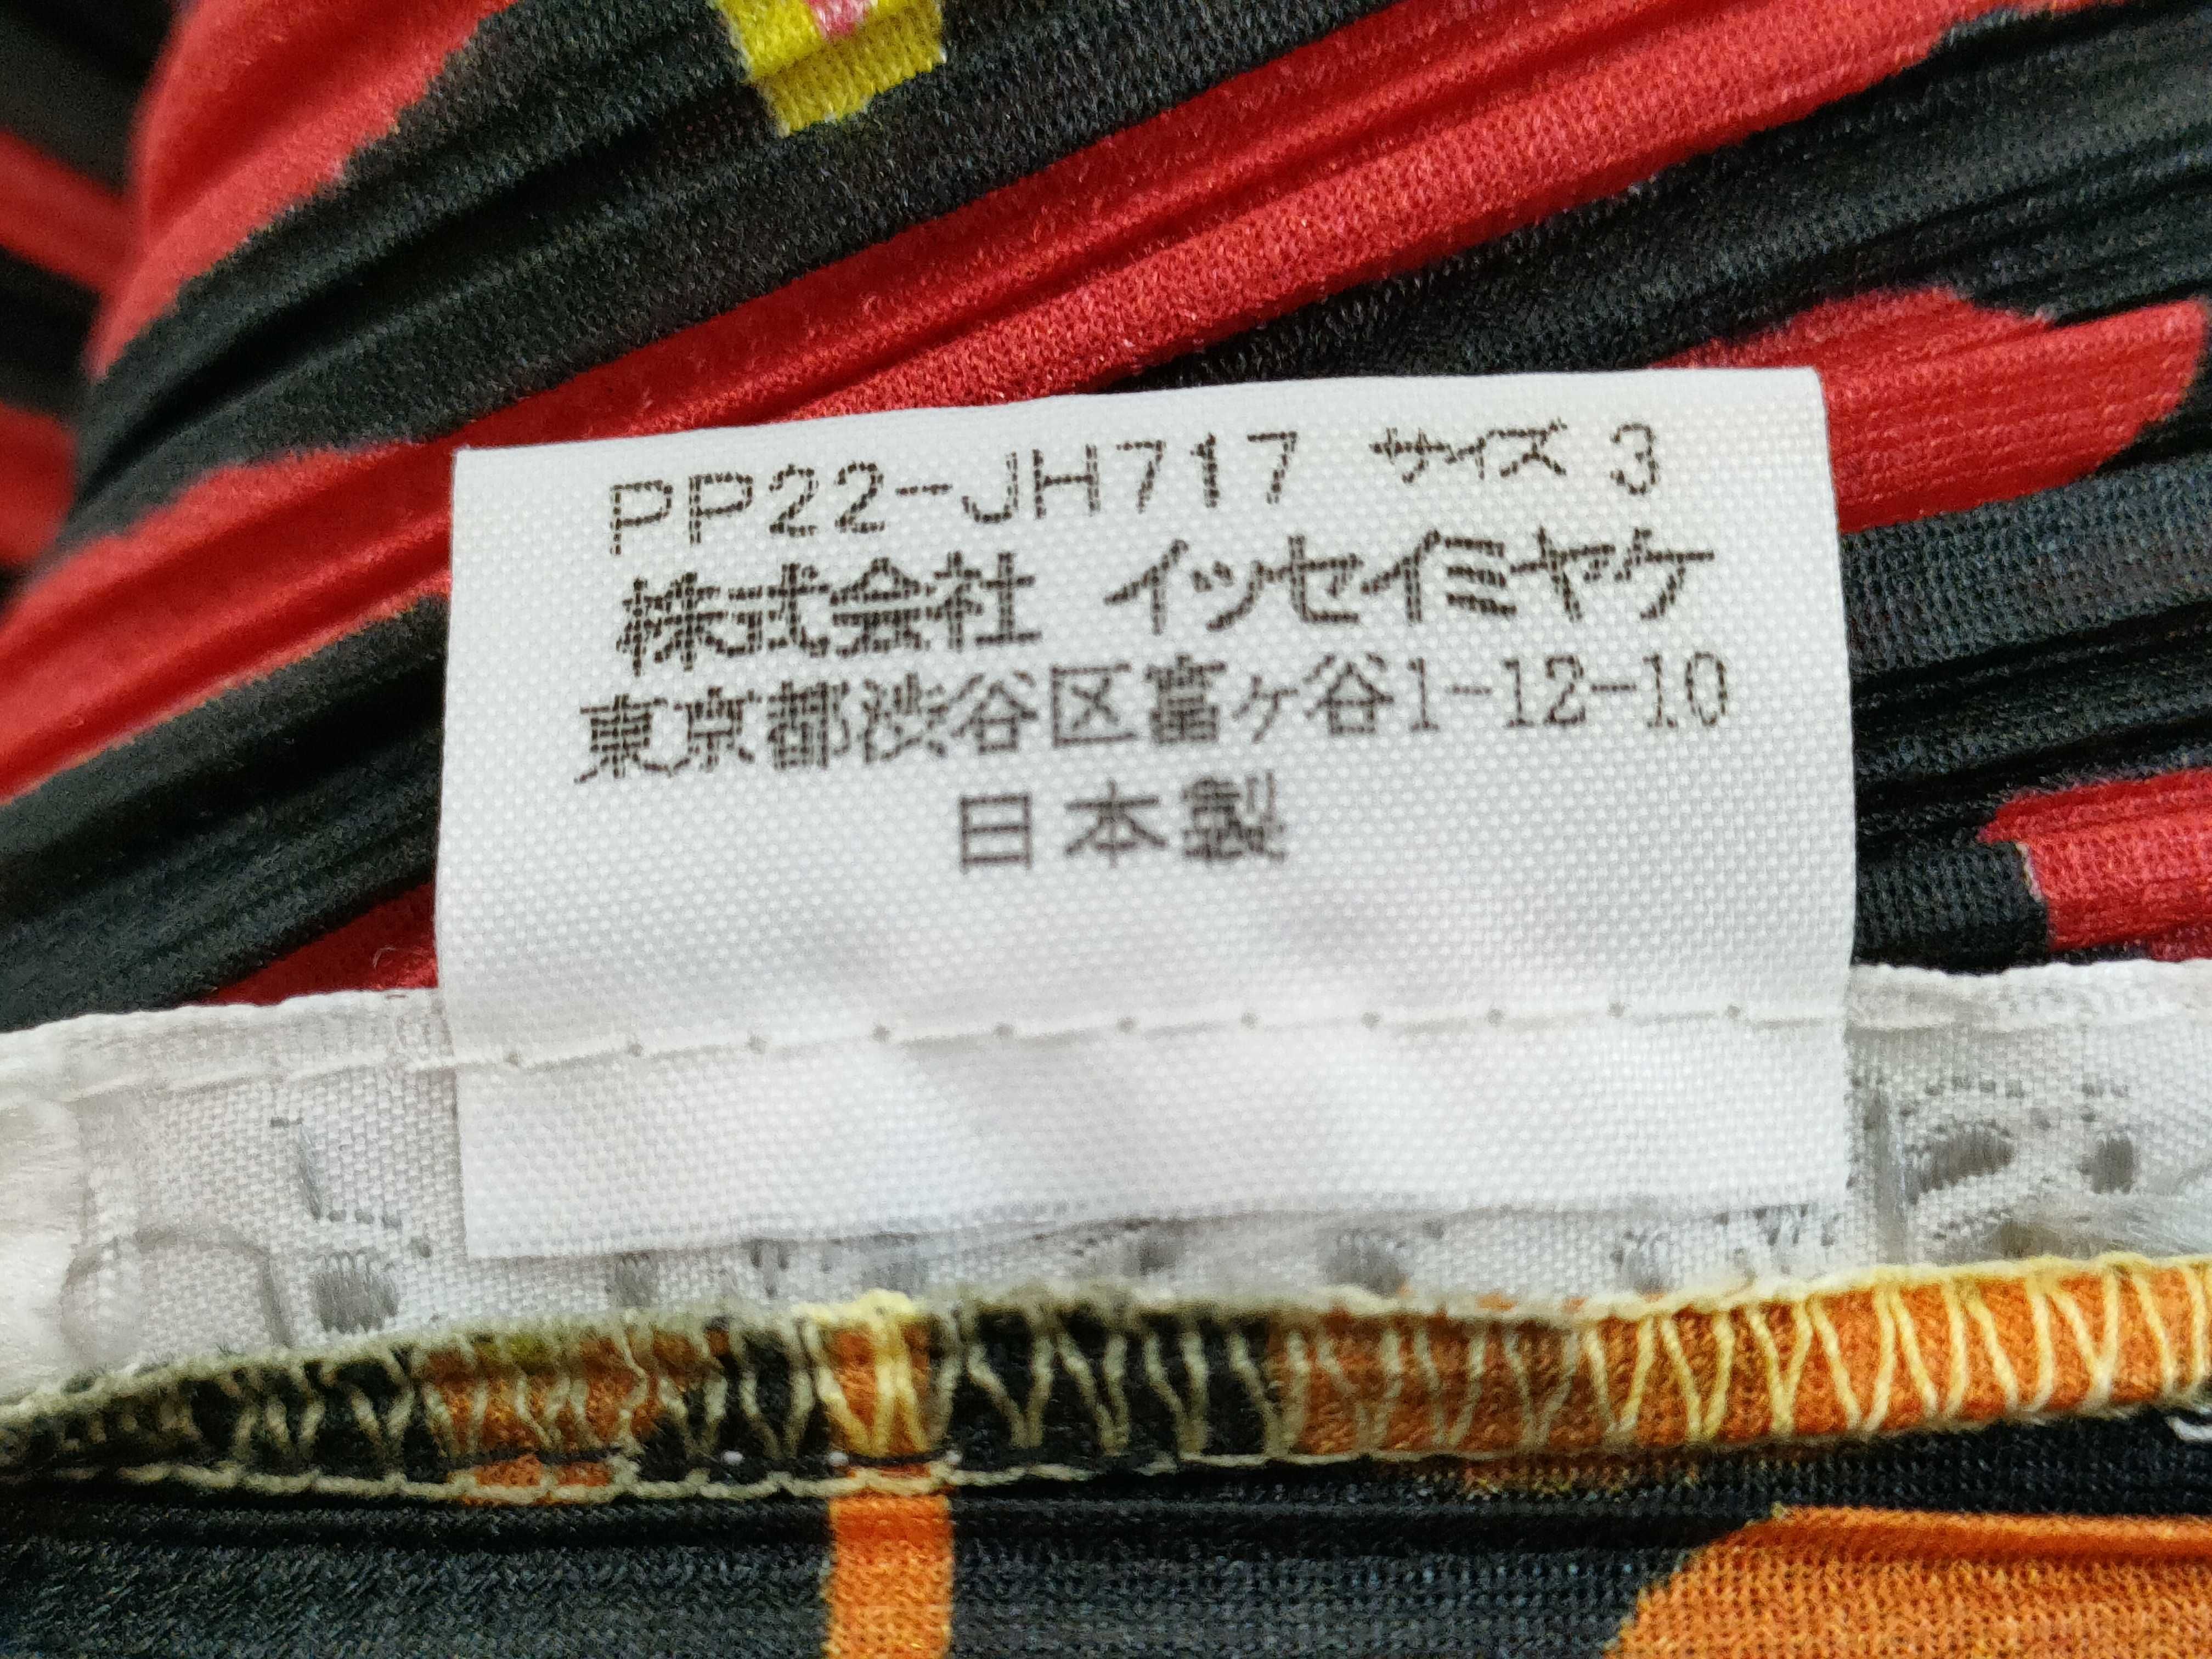 PP22-JH717 サイズ 3
株式会社 イッセイミヤケ
東京都渋谷区富ヶ谷1-12-10
日本製